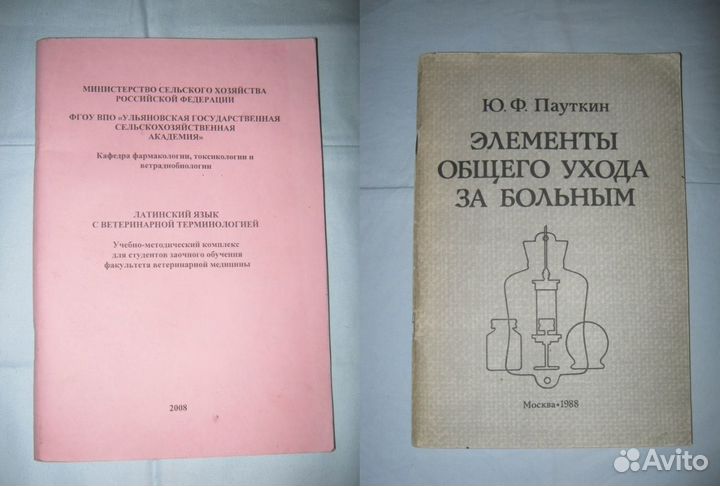 МИНИСТЕРСТВО СЕЛЬСКОГО ХОЗЯЙСТВА
РОССИЙСКОЙ ФЕДЕРАЦИИ
ФГОУ ВПО «УЛЬЯНОВСКАЯ ГОСУДАРСТВЕННАЯ
СЕЛЬСКОХОЗЯЙСТВЕННАЯ
АКАДЕМИЯ»
Кафедра фармакологии, токсикологии и
ветрадиобиологии
ЛАТИНСКИЙ ЯЗЫК
С ВЕТЕРИНАРНОЙ ТЕРМИНОЛОГИЕЙ
Учебно-методический комплекс
для студентов заочного обучения
факультета ветеринарной медицины
2008
Ю. Ф. Пауткин
ЭЛЕМЕНТЫ
ОБЩЕГО УХОДА
ЗА БОЛЬНЫМ
Москва•1988
Avito